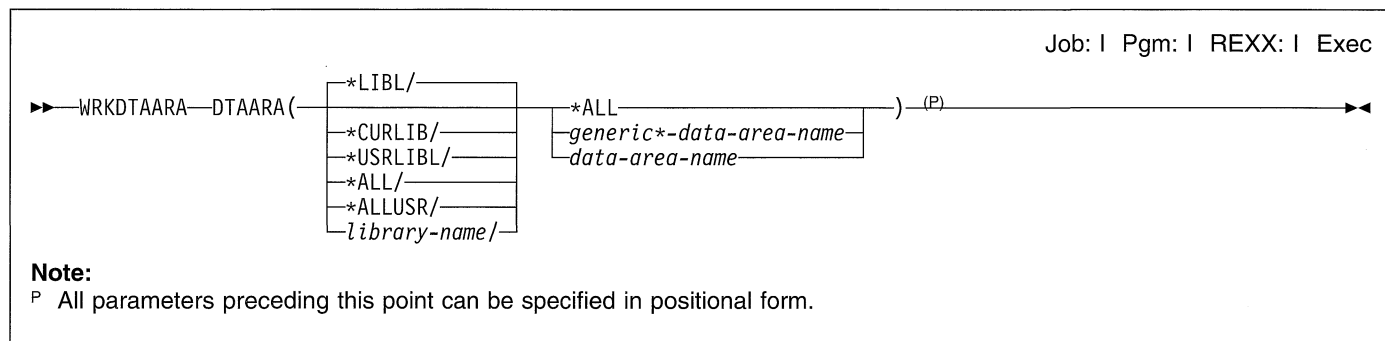 Job: I Pgm: I REXX: I Exec
*LIBL/
►►—WRKDTAARA—DTAARA( *ALL ) (P) ►◄
*CURLIB/ generic*-data-area-name
*USRLIBL/ data-area-name
*ALL/
*ALLUSR/
library-name/
Note:
P All parameters preceding this point can be specified in positional form.